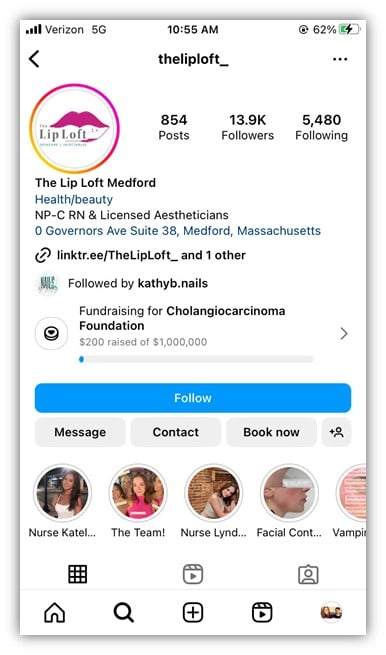 Verizon 5G 10:55 AM 62%
theliploft_
The
Lip Loft
SKINCARE | INJECTABLES
854 13.9K 5,480
Posts Followers Following
The Lip Loft Medford
Health/beauty
NP-C RN & Licensed Aestheticians
0 Governors Ave Suite 38, Medford, Massachusetts
linktr.ee/TheLipLoft_ and 1 other
Followed by kathyb.nails
Fundraising for Cholangiocarcinoma
Foundation
$200 raised of $1,000,000
Follow
Message Contact Book now
Nurse Katel... The Team! Nurse Lynd... Facial Cont... Vampi